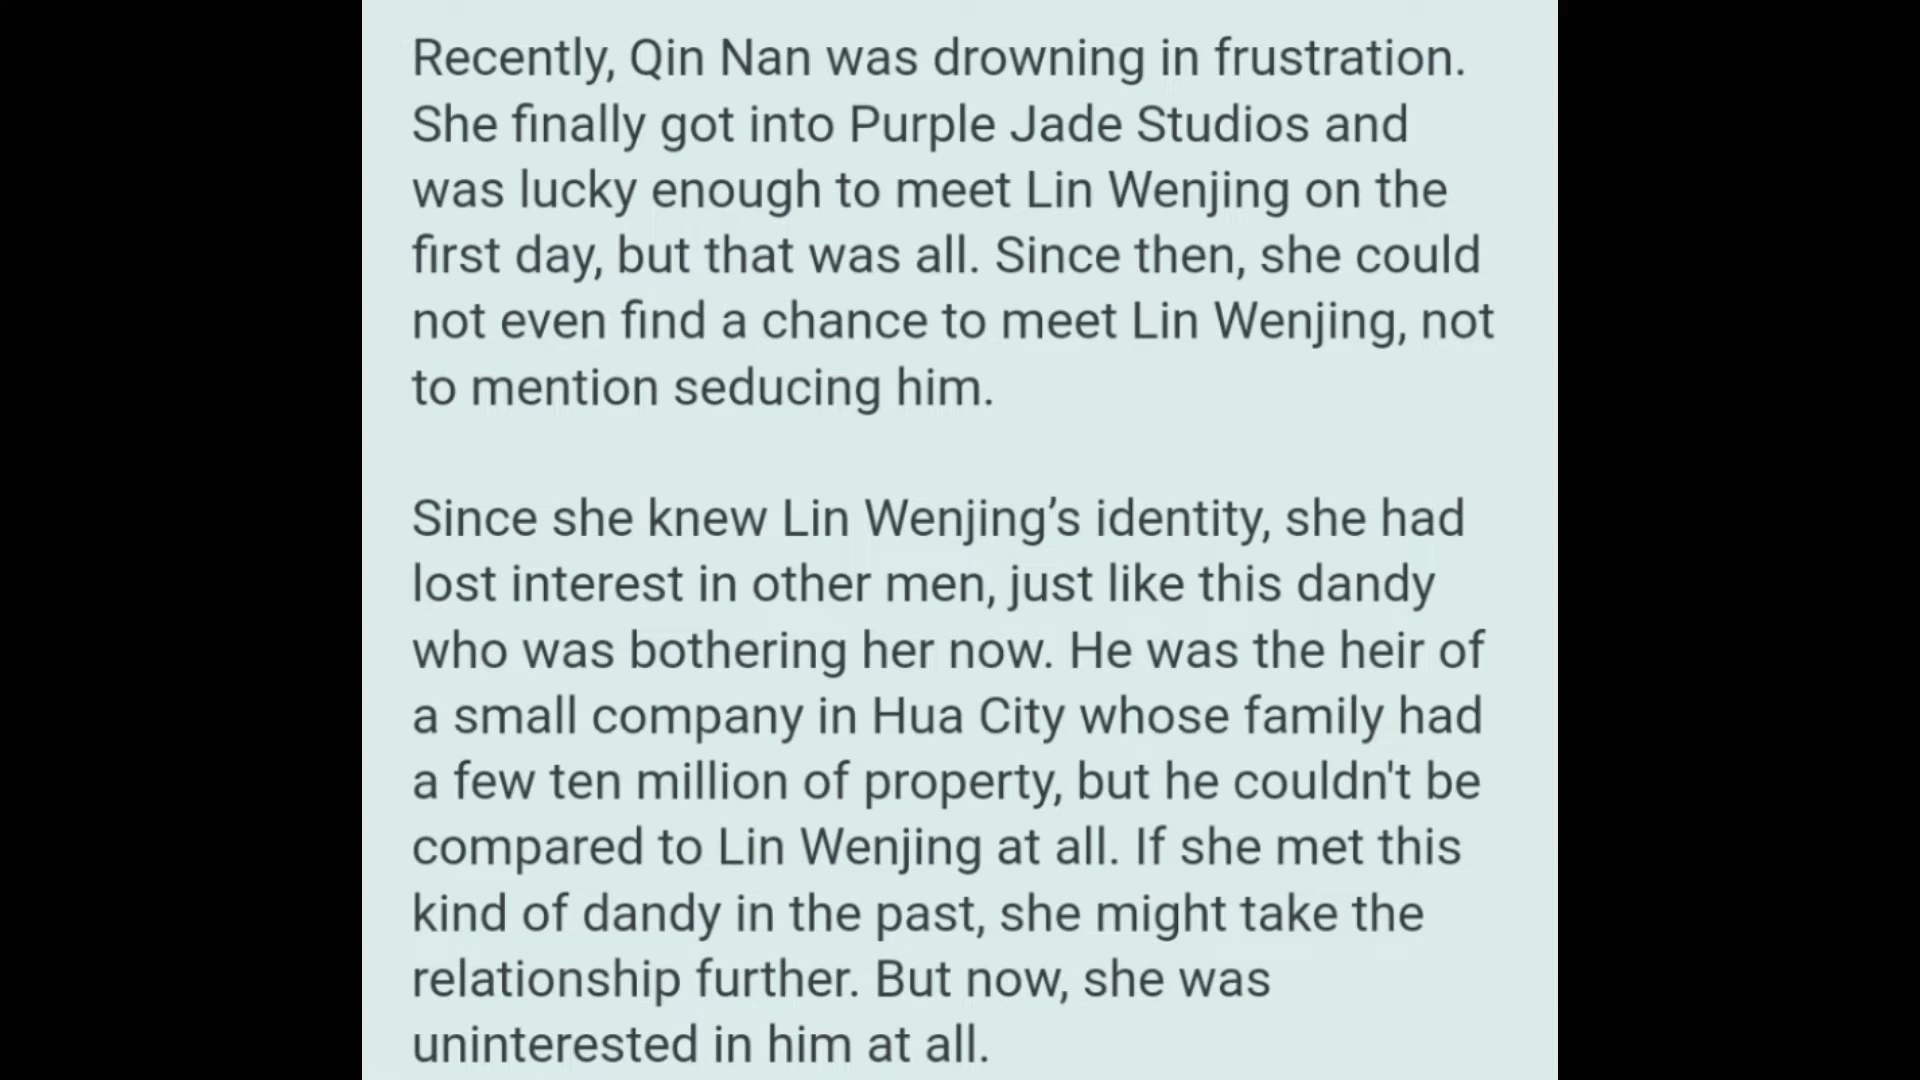 Recently, Qin Nan was drowning in frustration.
She finally got into Purple Jade Studios and
was lucky enough to meet Lin Wenjing on the
first day, but that was all. Since then, she could
not even find a chance to meet Lin Wenjing, not
to mention seducing him.
Since she knew Lin Wenjing’s identity, she had
lost interest in other men, just like this dandy
who was bothering her now. He was the heir of
a small company in Hua City whose family had
a few ten million of property, but he couldn't be
compared to Lin Wenjing at all. If she met this
kind of dandy in the past, she might take the
relationship further. But now, she was
uninterested in him at all.